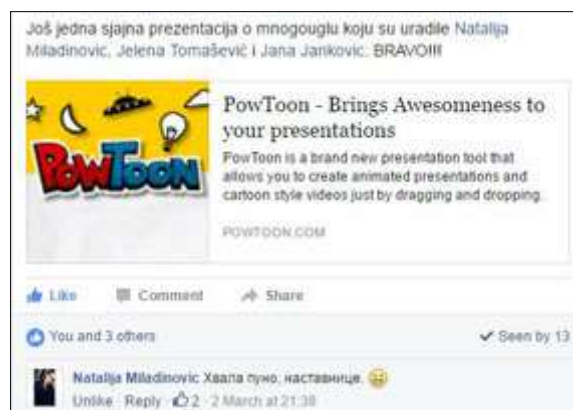 Još jedna sjajna prezentacija o mnogouglu koju su uradile Natalija
Miladinovic, Jelena Tomašević i Jana Jankovic. BRAVO!!!
POWTOON
PowToon - Brings Awesomeness to
your presentations
PowToon is a brand new presentation tool that
allows you to create animated presentations and
cartoon style videos just by dragging and dropping.
POWTOON.COM
Like Comment Share
You and 3 others
Seen by 13
Natalija Miladinovic Хвала пуно, наставнице.
Unlike · Reply · 2 · 2 March at 21:38